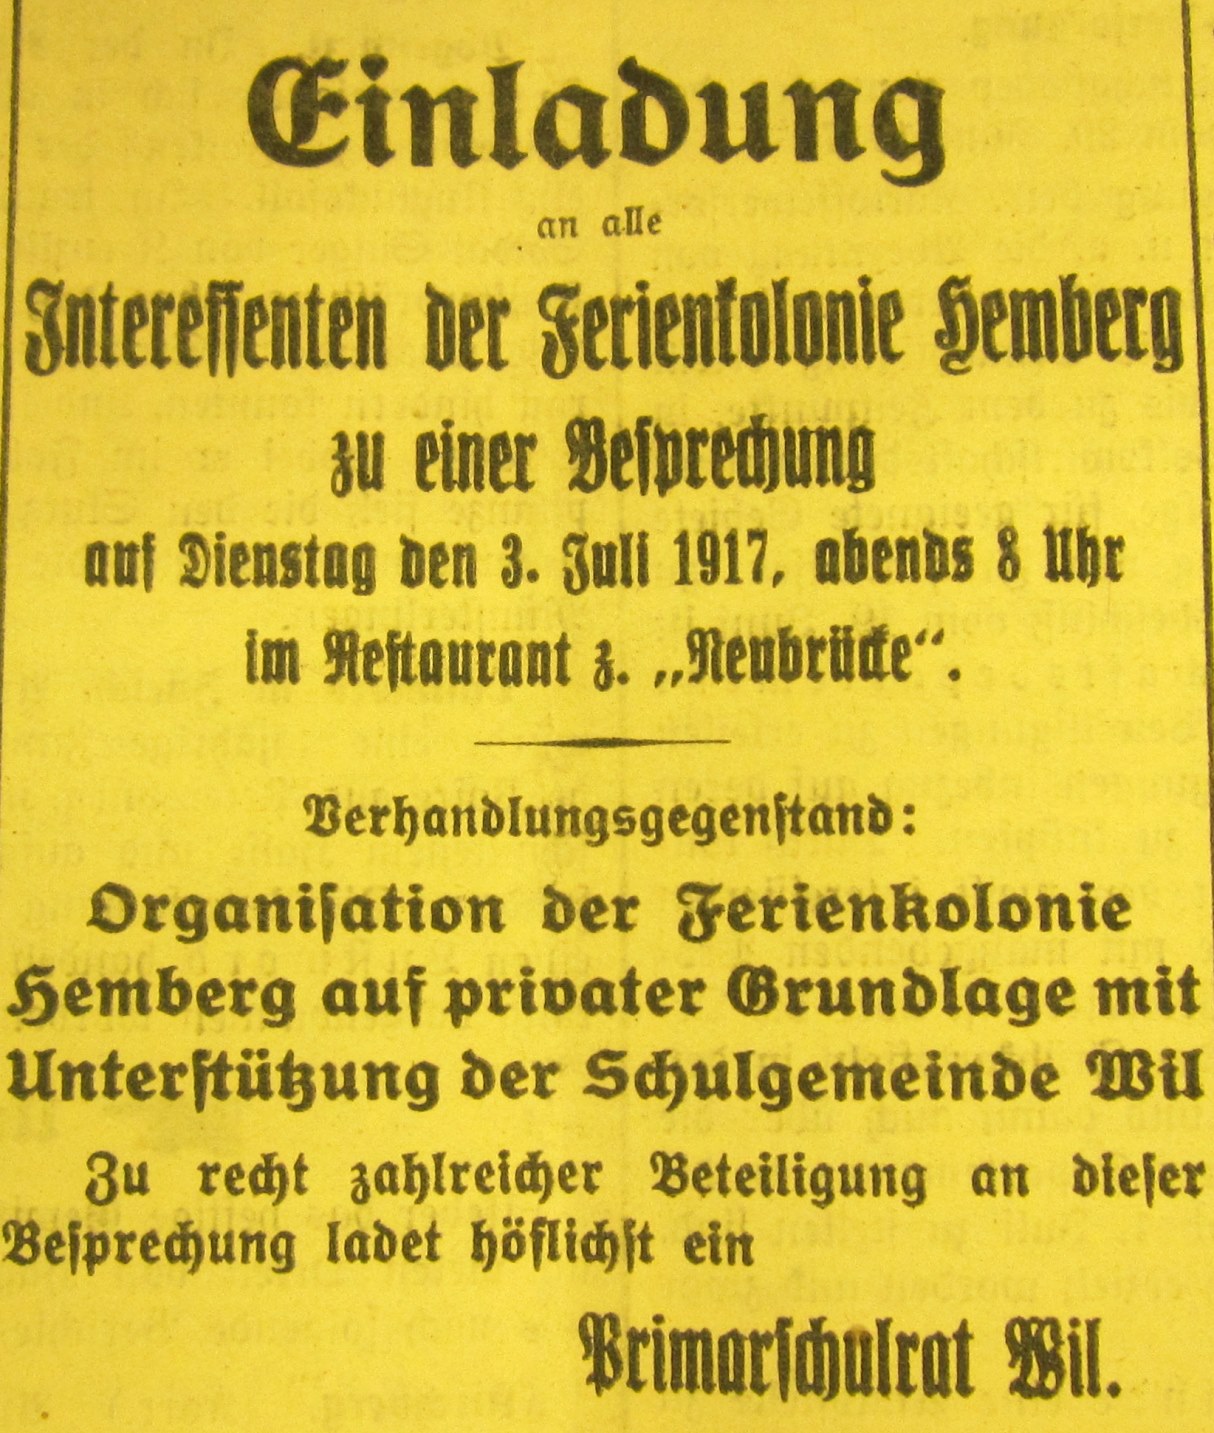 Einladung
an alle
Interessenten der Ferienkolonie Hemberg
zu einer Besprechung
auf Dienstag den 3. Juli 1917, abends 8 Uhr
im Restaurant z. „Neubrücke“.
Verhandlungsgegenstand:
Organisation der Ferienkolonie
Hemberg auf privater Grundlage mit
Unterstützung der Schulgemeinde Wil
Zu recht zahlreicher Beteiligung an dieser
Besprechung ladet höflichst ein
Primarschulrat Wil.